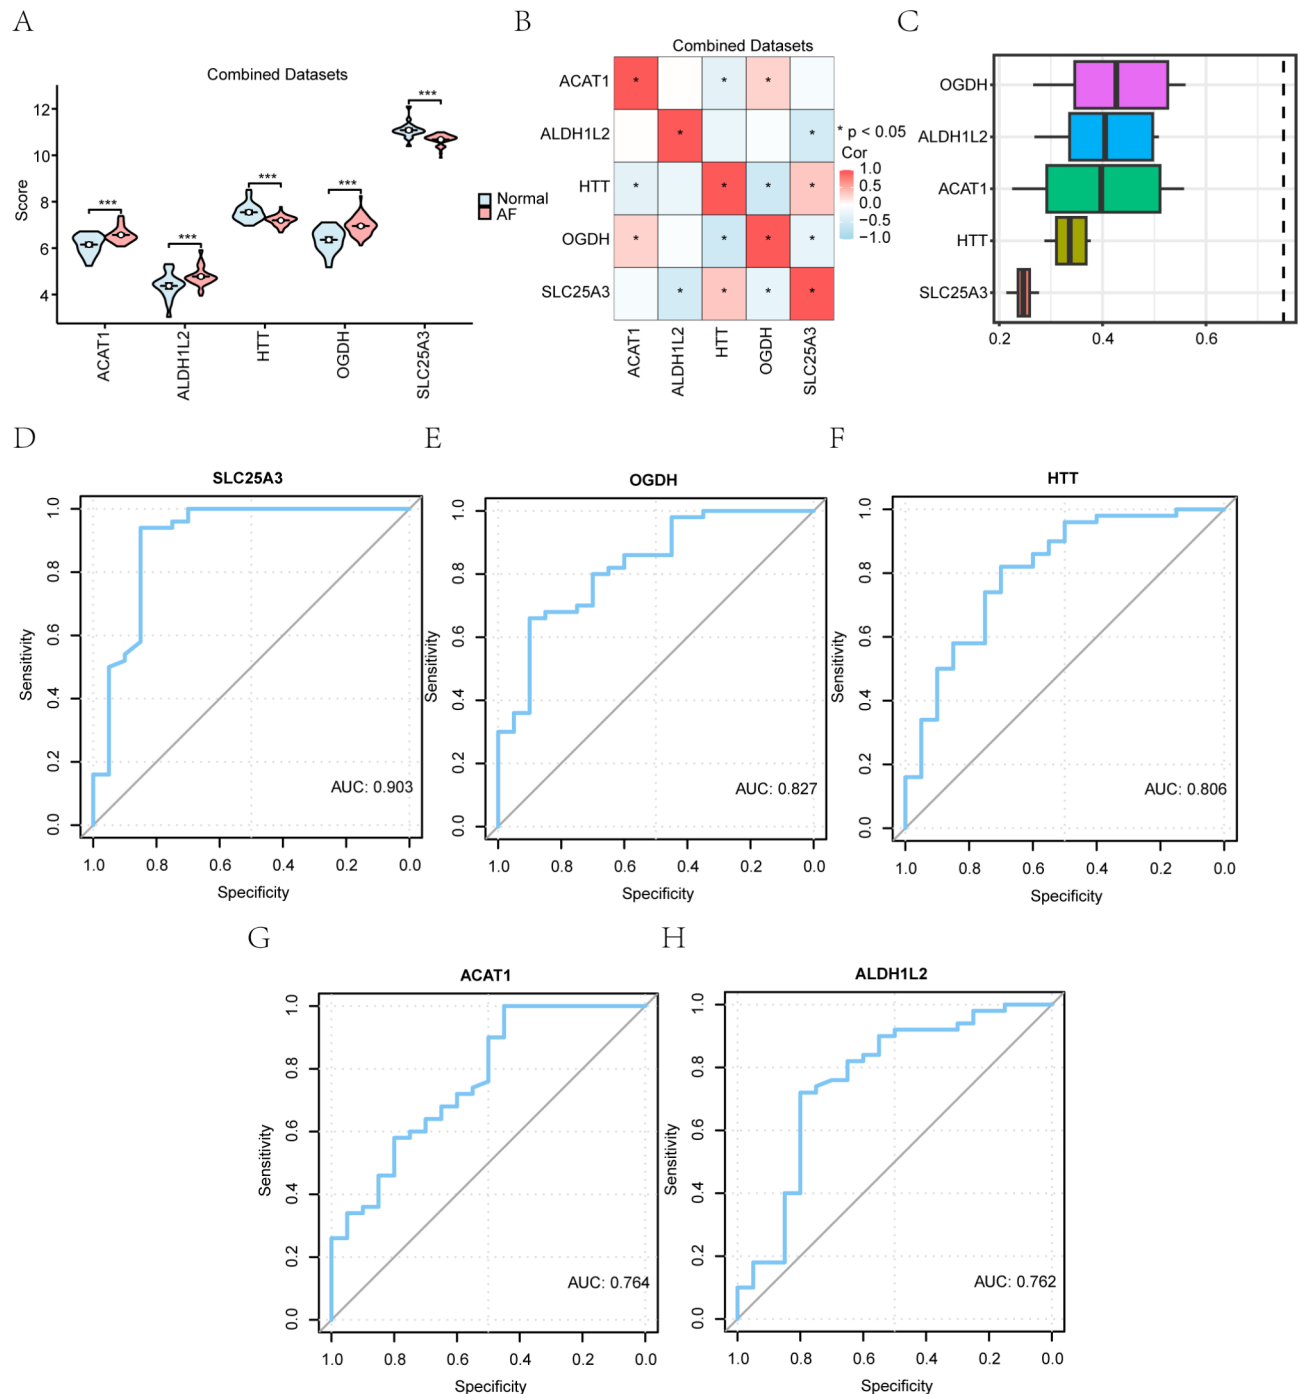 A
Combined Datasets
Score
12
10
8
6
4
***
***
***
***
***
ACAT1
ALDH1L2
HTT
OGDH
SLC25A3
Normal
AF
B
Combined Datasets
ACAT1
ALDH1L2
HTT
OGDH
SLC25A3
* * *
* *
* * * *
* * * *
* * * *
ACAT1
ALDH1L2
HTT
OGDH
SLC25A3
* p < 0.05
Cor
1.0
0.5
0.0
−0.5
−1.0
C
OGDH
ALDH1L2
ACAT1
HTT
SLC25A3
0.2 0.4 0.6
D
SLC25A3
Sensitivity
1.0
0.8
0.6
0.4
0.2
0.0
AUC: 0.903
1.0 0.8 0.6 0.4 0.2 0.0
Specificity
E
OGDH
Sensitivity
1.0
0.8
0.6
0.4
0.2
0.0
AUC: 0.827
1.0 0.8 0.6 0.4 0.2 0.0
Specificity
F
HTT
Sensitivity
1.0
0.8
0.6
0.4
0.2
0.0
AUC: 0.806
1.0 0.8 0.6 0.4 0.2 0.0
Specificity
G
ACAT1
Sensitivity
1.0
0.8
0.6
0.4
0.2
0.0
AUC: 0.764
1.0 0.8 0.6 0.4 0.2 0.0
Specificity
H
ALDH1L2
Sensitivity
1.0
0.8
0.6
0.4
0.2
0.0
AUC: 0.762
1.0 0.8 0.6 0.4 0.2 0.0
Specificity